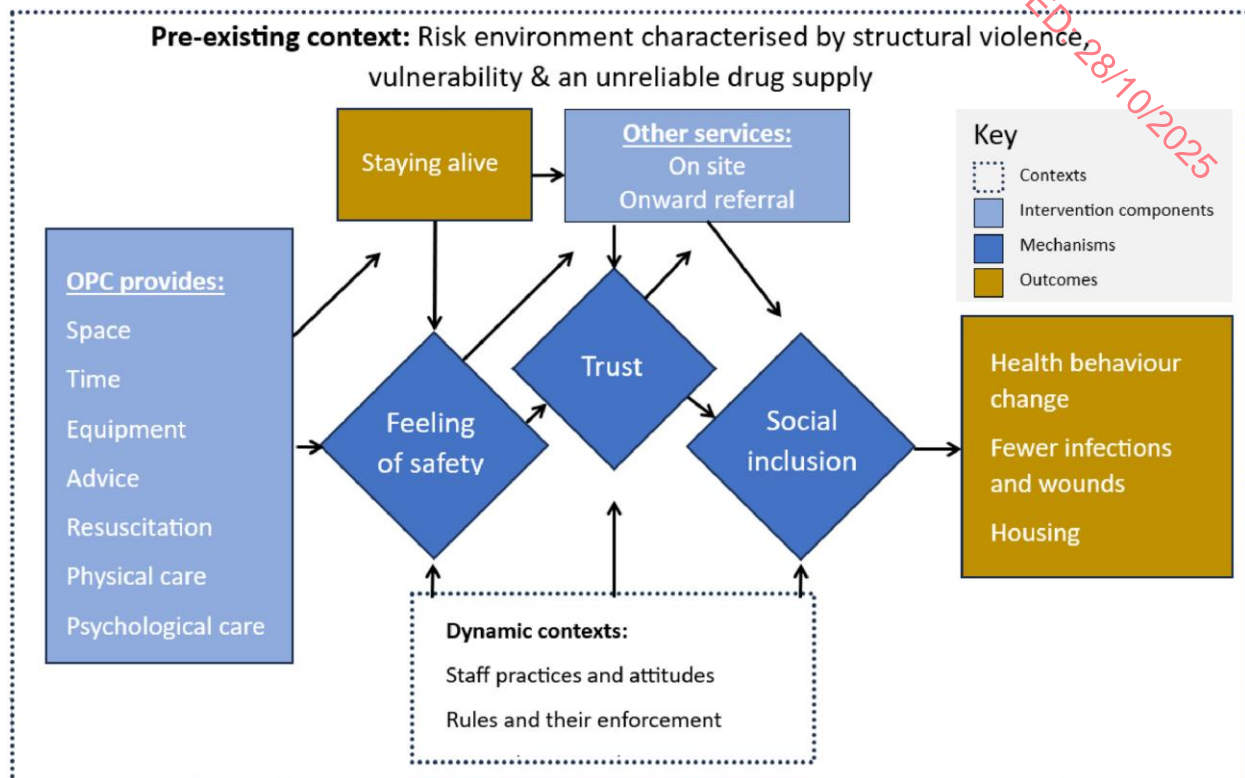 Pre-existing context: Risk environment characterised by structural violence,
vulnerability & an unreliable drug supply
ED: 28/10/2025
Staying alive
Other services:
On site
Onward referral
Key
Contexts
Intervention components
Mechanisms
Outcomes
OPC provides:
Space
Time
Equipment
Advice
Resuscitation
Physical care
Psychological care
Feeling
of safety
Trust
Social
inclusion
Health behaviour
change
Fewer infections
and wounds
Housing
Dynamic contexts:
Staff practices and attitudes
Rules and their enforcement